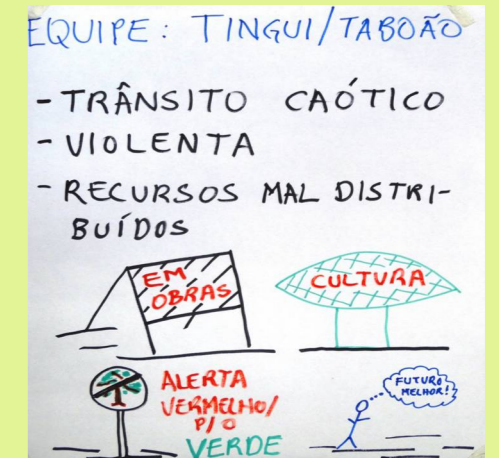 EQUIPE: TINGUI/TABOÃO
- TRÂNSITO CAÓTICO
- VIOLENTA
- RECURSOS MAL DISTRI-
BUÍDOS
EM
OBRAS
CULTURA
ALERTA
VERMELHO/
P/ O
VERDE
FUTURO
MELHOR!